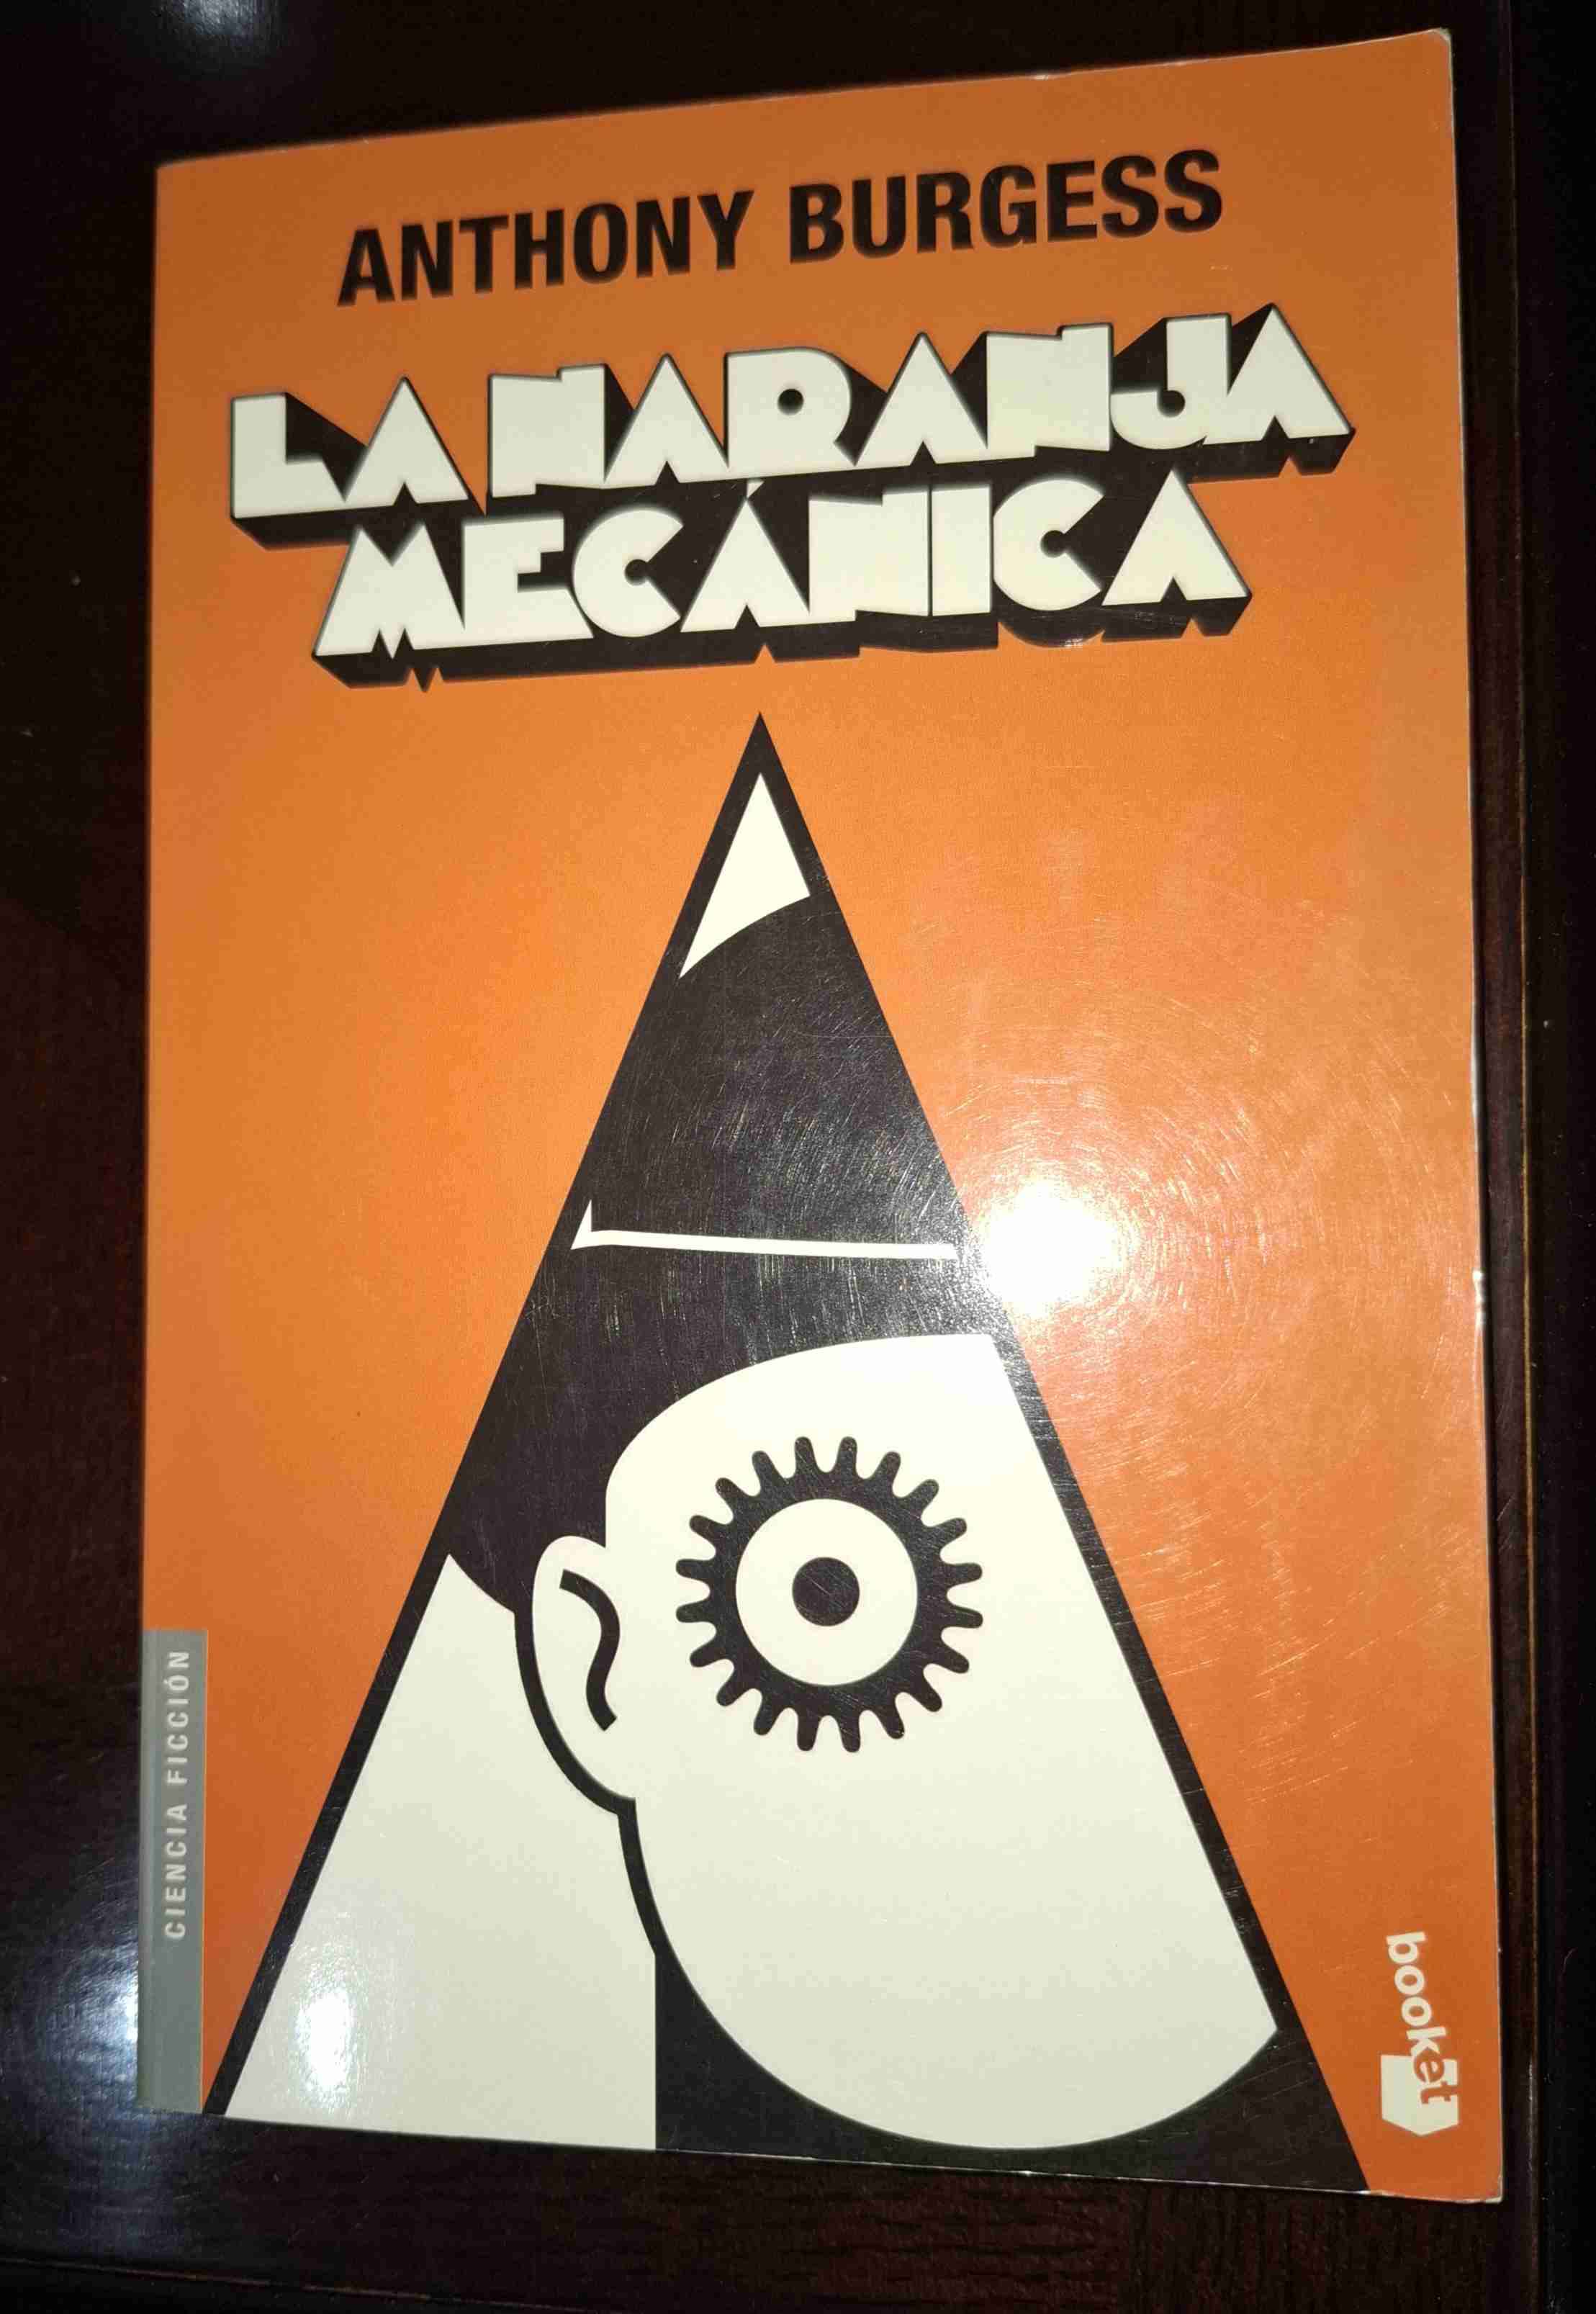 ANTHONY BURGESS
LA NARANJA
MECÁNICA
CIENCIA FICCIÓN
booket